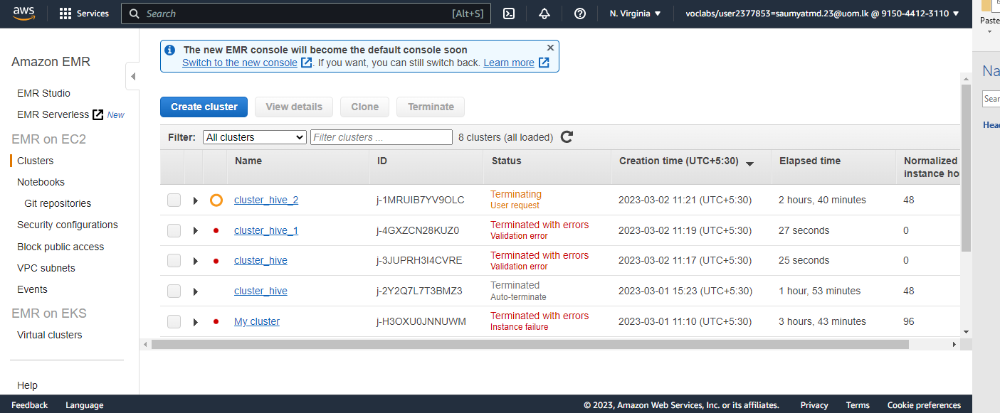 aws
Services
Search
[Alt+S]
N. Virginia
voclabs/user2377853=saumyatmd.23@uom.lk @ 9150-4412-3110
Paste
Amazon EMR
EMR Studio
EMR Serverless New
EMR on EC2
Clusters
Notebooks
Git repositories
Security configurations
Block public access
VPC subnets
Events
EMR on EKS
Virtual clusters
Help
The new EMR console will become the default console soon
Switch to the new console. If you want, you can still switch back. Learn more
Create cluster
View details
Clone
Terminate
Filter: All clusters Filter clusters ... 8 clusters (all loaded)
Name ID Status Creation time (UTC+5:30) Elapsed time Normalized
instance ho
cluster_hive_2 j-1MRUIB7YV9OLC Terminating 2023-03-02 11:21 (UTC+5:30) 2 hours, 40 minutes 48
User request
cluster_hive_1 j-4GXZCN28KUZ0 Terminated with errors 2023-03-02 11:19 (UTC+5:30) 27 seconds 0
Validation error
cluster_hive j-3JUPRH3I4CVRE Terminated with errors 2023-03-02 11:17 (UTC+5:30) 25 seconds 0
Validation error
cluster_hive j-2Y2Q7L7T3BMZ3 Terminated 2023-03-01 15:23 (UTC+5:30) 1 hour, 53 minutes 48
Auto-terminate
My cluster j-H3OXU0JNNUWM Terminated with errors 2023-03-01 11:10 (UTC+5:30) 3 hours, 43 minutes 96
Instance failure
Na
Sear
Head
Feedback
Language
© 2023, Amazon Web Services, Inc. or its affiliates.
Privacy
Terms
Cookie preferences